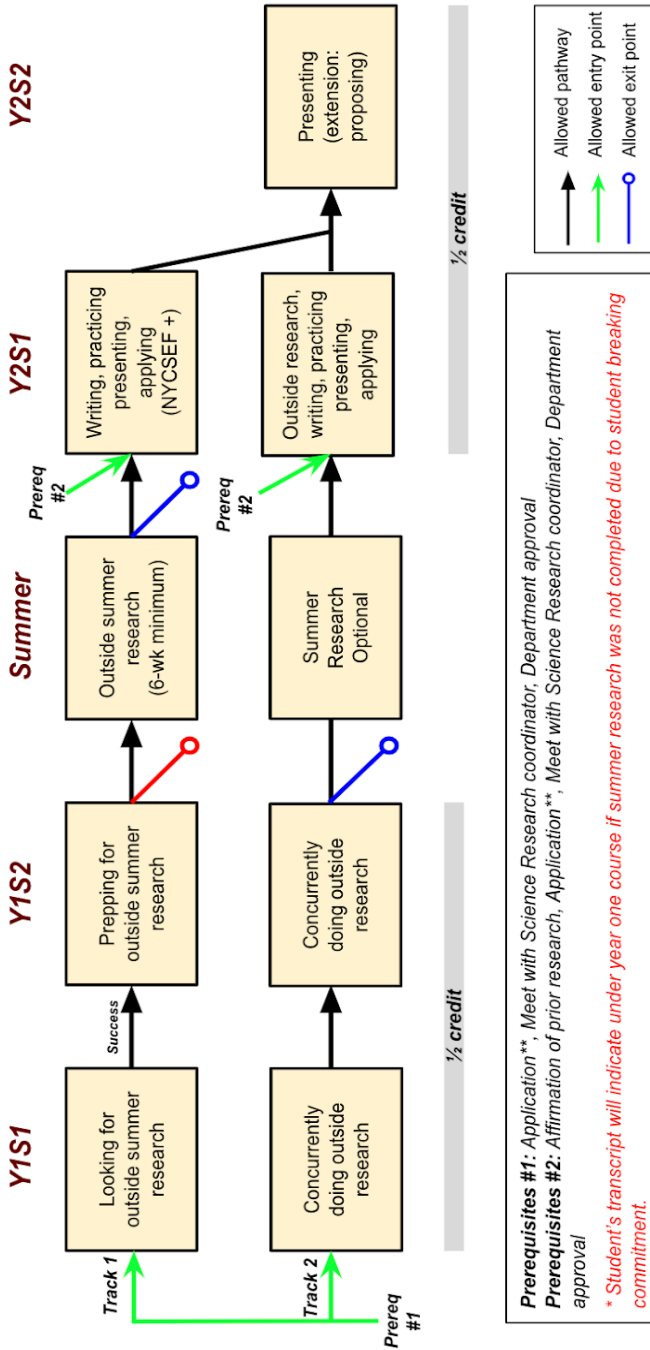 Y1S1
Y1S2
Summer
Y2S1
Y2S2
Track 1
Looking for
outside summer
research
Success
Prepping for
outside summer
research
Outside summer
research
(6-wk minimum)
Prereq
#2
Writing, practicing
presenting,
applying
(NYCSEF +)
Prereq
#1
Track 2
Concurrently
doing outside
research
Concurrently
doing outside
research
Summer
Research
Optional
Prereq
#2
Outside research,
writing, practicing
presenting,
applying
Presenting
(extension:
proposing)
½ credit
½ credit
Prerequisites #1: Application**, Meet with Science Research coordinator, Department approval
Prerequisites #2: Affirmation of prior research, Application**, Meet with Science Research coordinator, Department
approval
* Student's transcript will indicate under year one course if summer research was not completed due to student breaking
commitment.
Allowed pathway
Allowed entry point
Allowed exit point